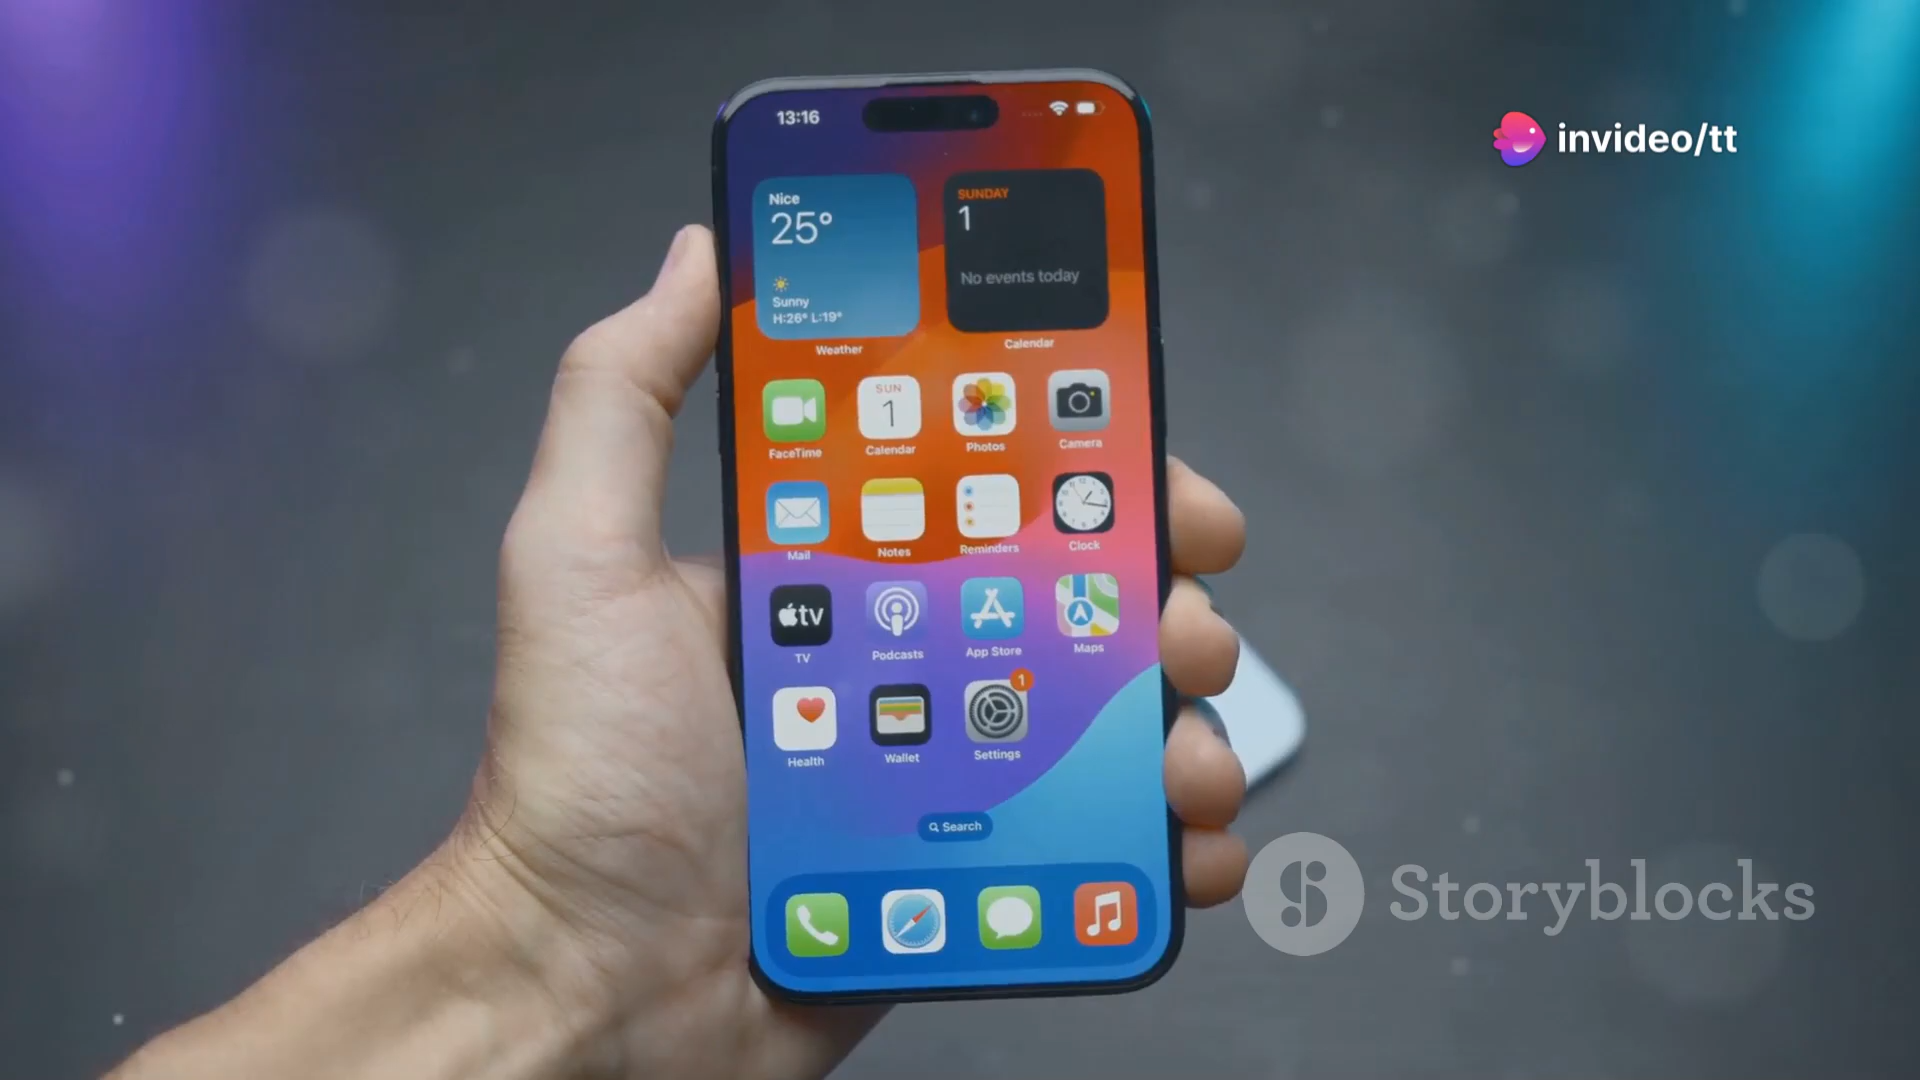 13:16
invideo/tt
Nice
25°
Sunny
H:26° L:19°
Weather
SUNDAY
1
No events today
Calendar
FaceTime
SUN
1
Calendar
Photos
Camera
Mail
Notes
Reminders
Clock
tv
TV
Podcasts
App Store
Maps
Health
Wallet
1
Settings
Search
Storyblocks